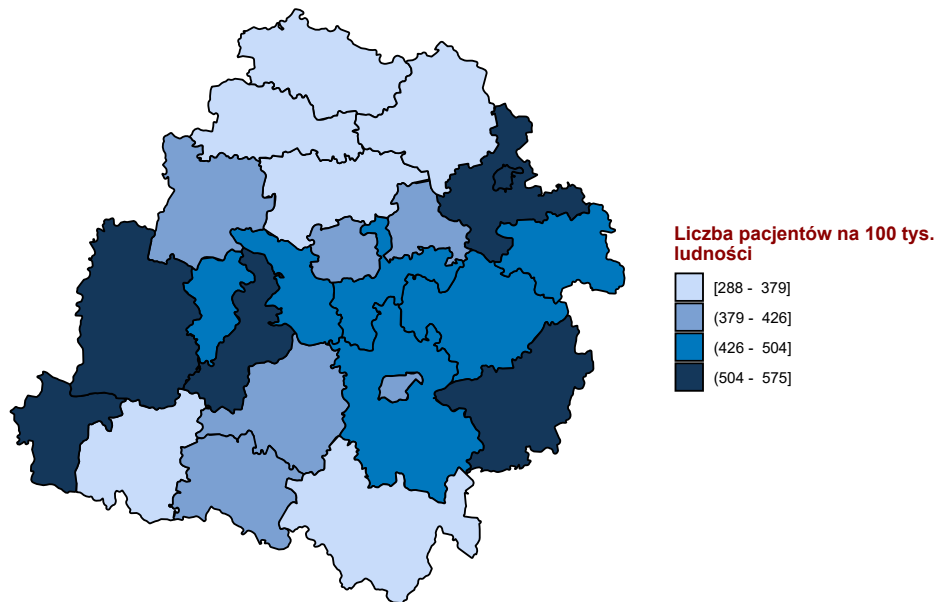 Liczba pacjentów na 100 tys.
ludności
[288 - 379]
(379 - 426]
(426 - 504]
(504 - 575]